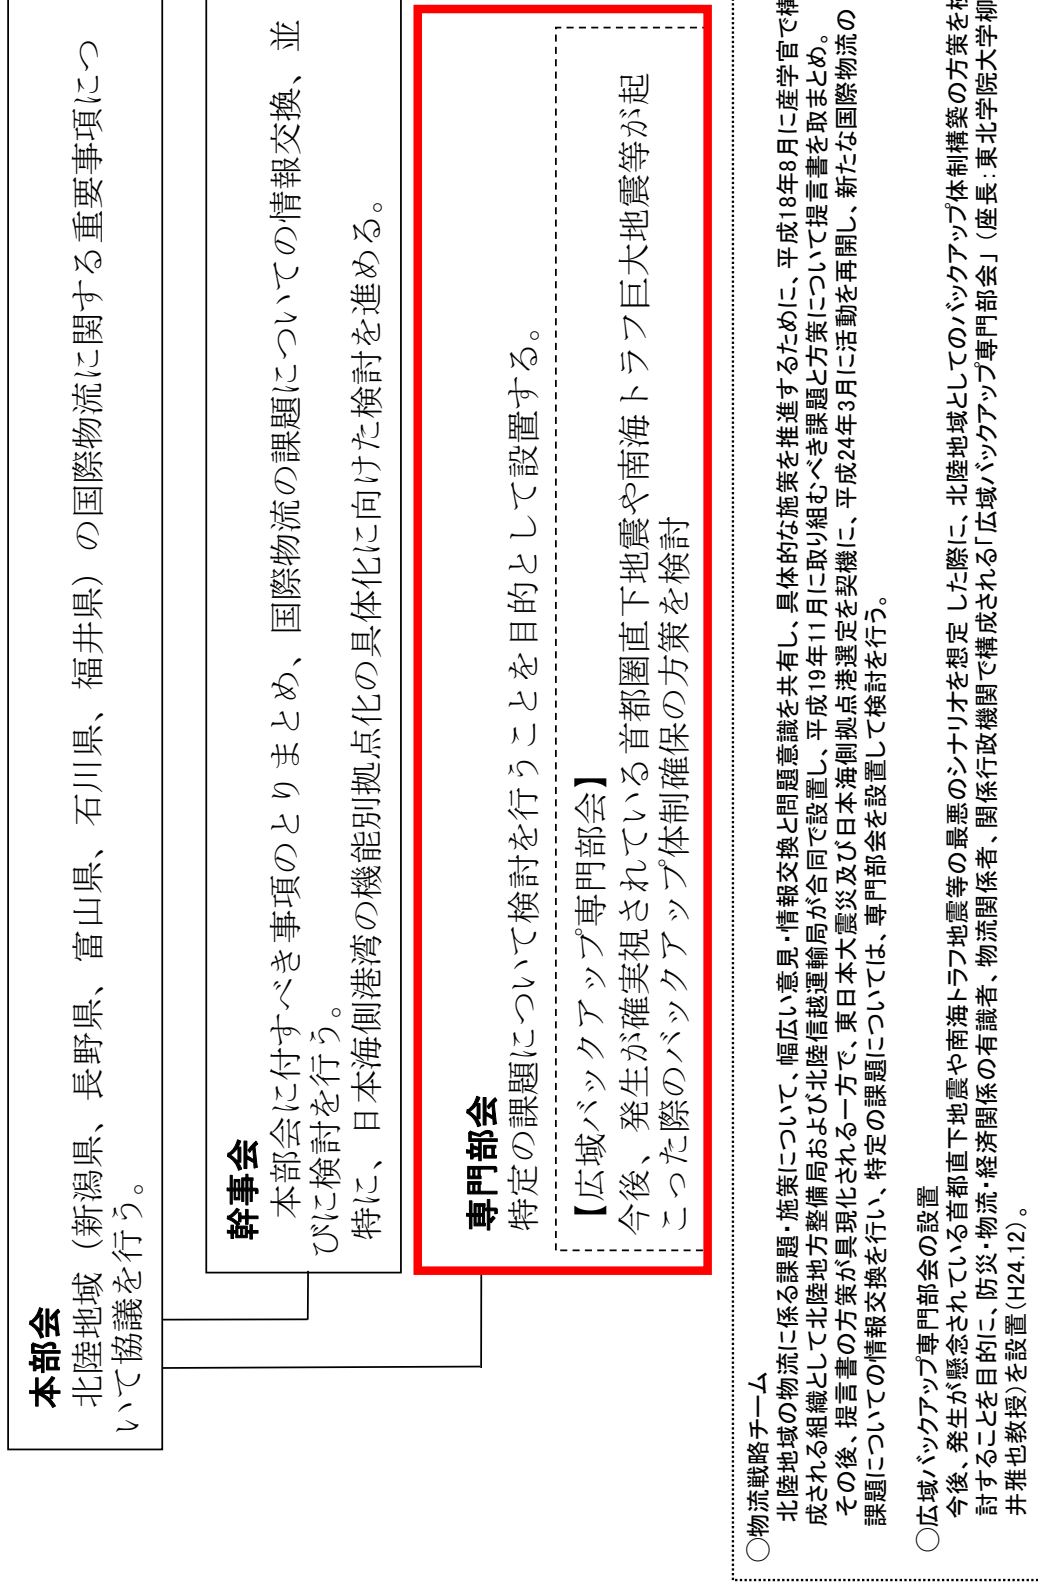 本部会
北陸地域（新潟県、長野県、富山県、石川県、福井県）の国際物流に関する重要事項につ
いて協議を行う。
幹事会
本部会に付すべき事項のとりまとめ、国際物流の課題についての情報交換、並
びに検討を行う。
特に、日本海側港湾の機能別拠点化の具体化に向けた検討を進める。
専門部会
特定の課題について検討を行うことを目的として設置する。
【広域バックアップ専門部会】
今後、発生が確実視されている首都圏直下地震や南海トラフ巨大地震等が起
こった際のバックアップ体制確保の方策を検討
○物流戦略チーム
北陸地域の物流に係る課題・施策について、幅広い意見・情報交換と問題意識を共有し、具体的な施策を推進するために、平成18年8月に産学官で構
成される組織として北陸地方整備局および北陸信越運輸局が合同で設置し、平成19年11月に取り組むべき課題と方策について提言書を取まとめ。
その後、提言書の方策が具現化される一方で、東日本大震災及び日本海側拠点港選定を契機に、平成24年3月に活動を再開し、新たな国際物流の
課題についての情報交換を行い、特定の課題については、専門部会を設置して検討を行う。
○広域バックアップ専門部会の設置
今後、発生が懸念されている首都直下地震や南海トラフ地震等の最悪のシナリオを想定した際に、北陸地域としてのバックアップ体制構築の方策を検
討することを目的に、防災・物流・経済関係の有識者、物流関係者、関係行政機関で構成される「広域バックアップ専門部会」（座長：東北学院大学柳
井雅也教授）を設置（H24.12）。